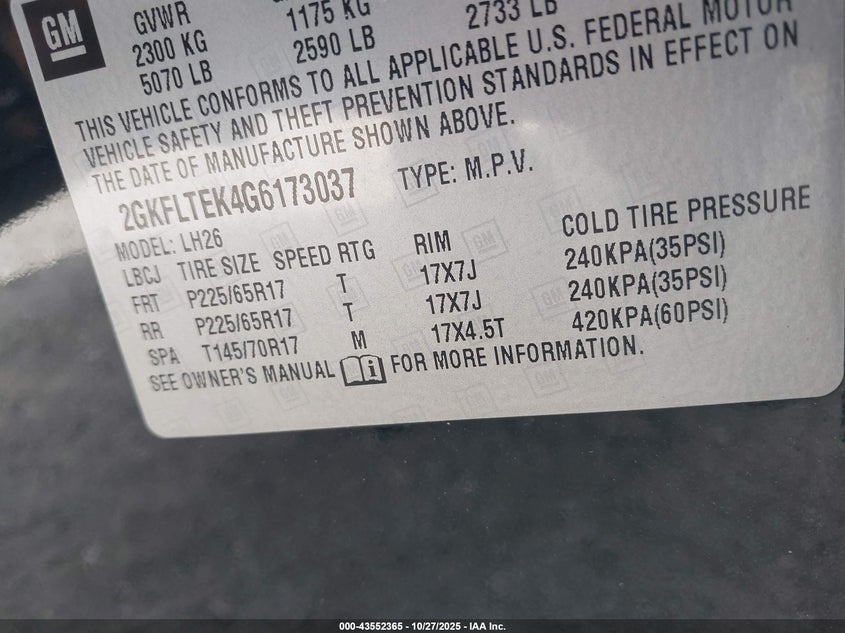 GM
GVWR
2300 KG 1175 KG
5070 LB 2590 LB 2733 LB
THIS VEHICLE CONFORMS TO ALL APPLICABLE U.S. FEDERAL MOTOR
VEHICLE SAFETY AND THEFT PREVENTION STANDARDS IN EFFECT ON
THE DATE OF MANUFACTURE SHOWN ABOVE.
2GKFLTEK4G6173037 TYPE: M.P.V.
MODEL: LH26
LBCJ TIRE SIZE SPEED RTG RIM COLD TIRE PRESSURE
FRT P225/65R17 T 17X7J 240KPA(35PSI)
RR P225/65R17 T 17X7J 240KPA(35PSI)
SPA T145/70R17 M 17X4.5T 420KPA(60PSI)
SEE OWNER'S MANUAL i FOR MORE INFORMATION.
000-43552365 - 10/27/2025 - IAA Inc.